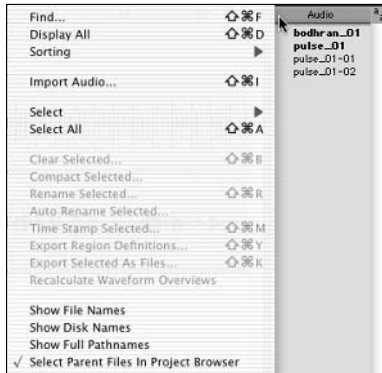 Find... ⇧⌘F
Display All ⇧⌘D
Sorting ▶
Import Audio... ⇧⌘I
Select ▶
Select All ⇧⌘A
Clear Selected... ⇧⌘B
Compact Selected...
Rename Selected... ⇧⌘R
Auto Rename Selected...
Time Stamp Selected... ⇧⌘M
Export Region Definitions... ⇧⌘Y
Export Selected As Files... ⇧⌘K
Recalculate Waveform Overviews
Show File Names
Show Disk Names
Show Full Pathnames
✓ Select Parent Files In Project Browser
Audio
bodhran_01
pulse_01
pulse_01-01
pulse_01-02